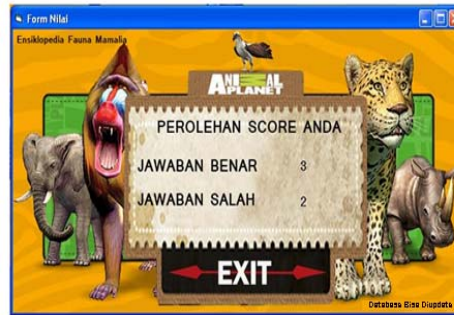 Form Nilai
Ensiklopedia Fauna Mamalia
ANIMAL
PLANET
PEROLEHAN SCORE ANDA
JAWABAN BENAR 3
JAWABAN SALAH 2
EXIT
Database Bisa Diupdate